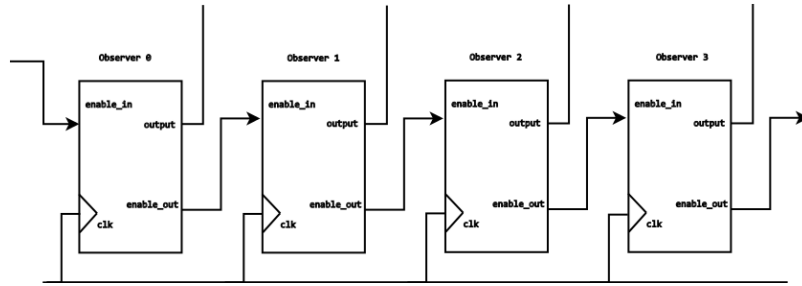 Observer 0
enable_in
output
enable_out
clk
Observer 1
enable_in
output
enable_out
clk
Observer 2
enable_in
output
enable_out
clk
Observer 3
enable_in
output
enable_out
clk